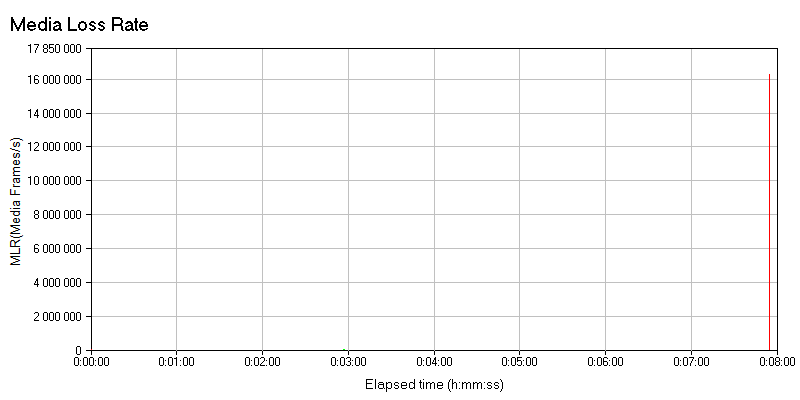 Media Loss Rate
17 850 000
16 000 000
14 000 000
12 000 000
10 000 000
8 000 000
6 000 000
4 000 000
2 000 000
0
MLR(Media Frames/s)
0:00:00 0:01:00 0:02:00 0:03:00 0:04:00 0:05:00 0:06:00 0:07:00 0:08:00
Elapsed time (h:mm:ss)